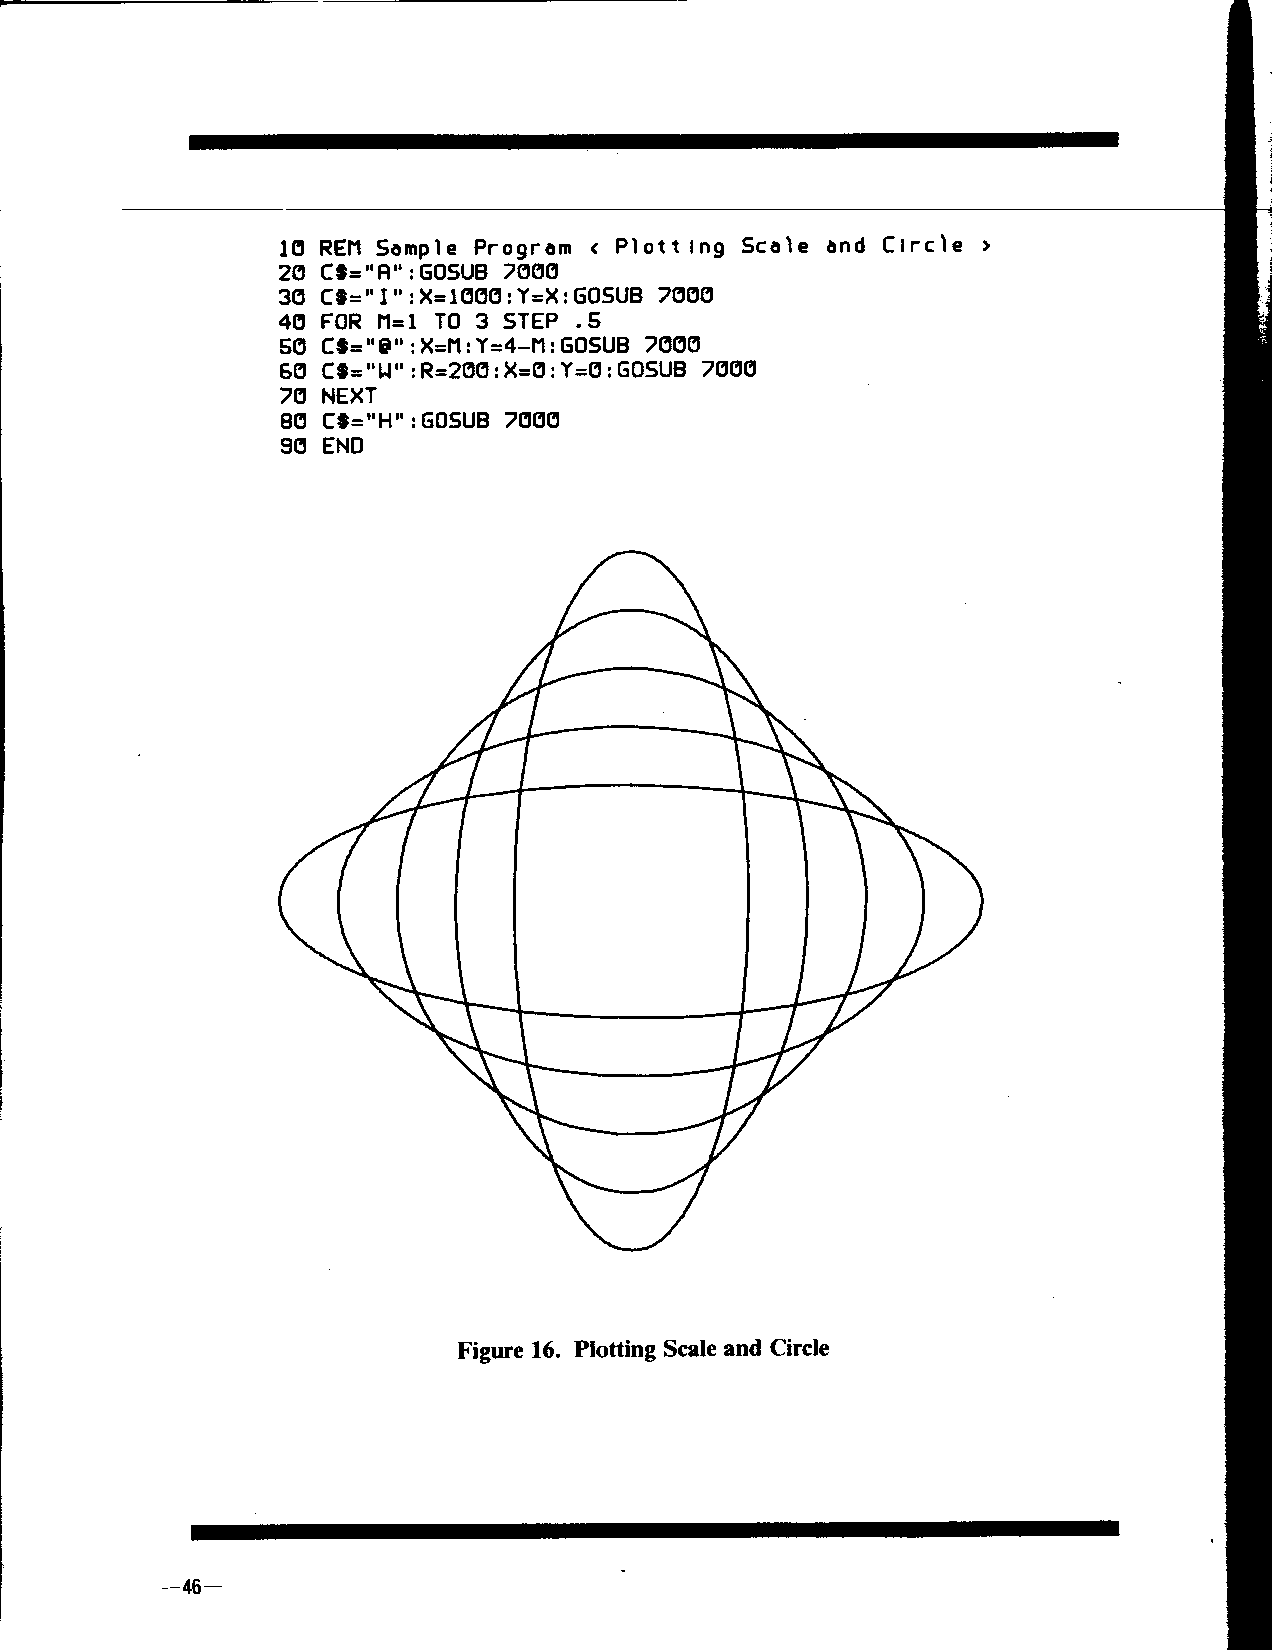 10 REM Sample Program < Plotting Scale and Circle >
20 C$="A":GOSUB 7000
30 C$="I":X=1000:Y=X:GOSUB 7000
40 FOR M=1 TO 3 STEP .5
50 C$="@":X=M:Y=4-M:GOSUB 7000
60 C$="W":R=200:X=0:Y=0:GOSUB 7000
70 NEXT
80 C$="H":GOSUB 7000
90 END
Figure 16. Plotting Scale and Circle
--46—